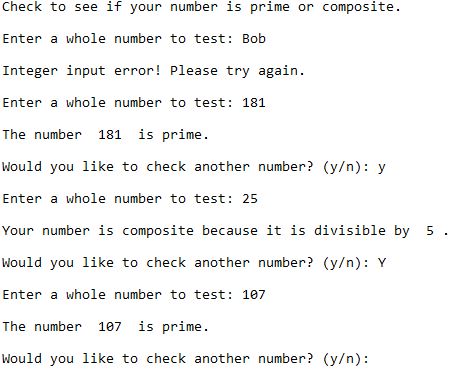 Check to see if your number is prime or composite.
Enter a whole number to test: Bob
Integer input error! Please try again.
Enter a whole number to test: 181
The number  181  is prime.
Would you like to check another number? (y/n): y
Enter a whole number to test: 25
Your number is composite because it is divisible by  5 .
Would you like to check another number? (y/n): Y
Enter a whole number to test: 107
The number  107  is prime.
Would you like to check another number? (y/n):